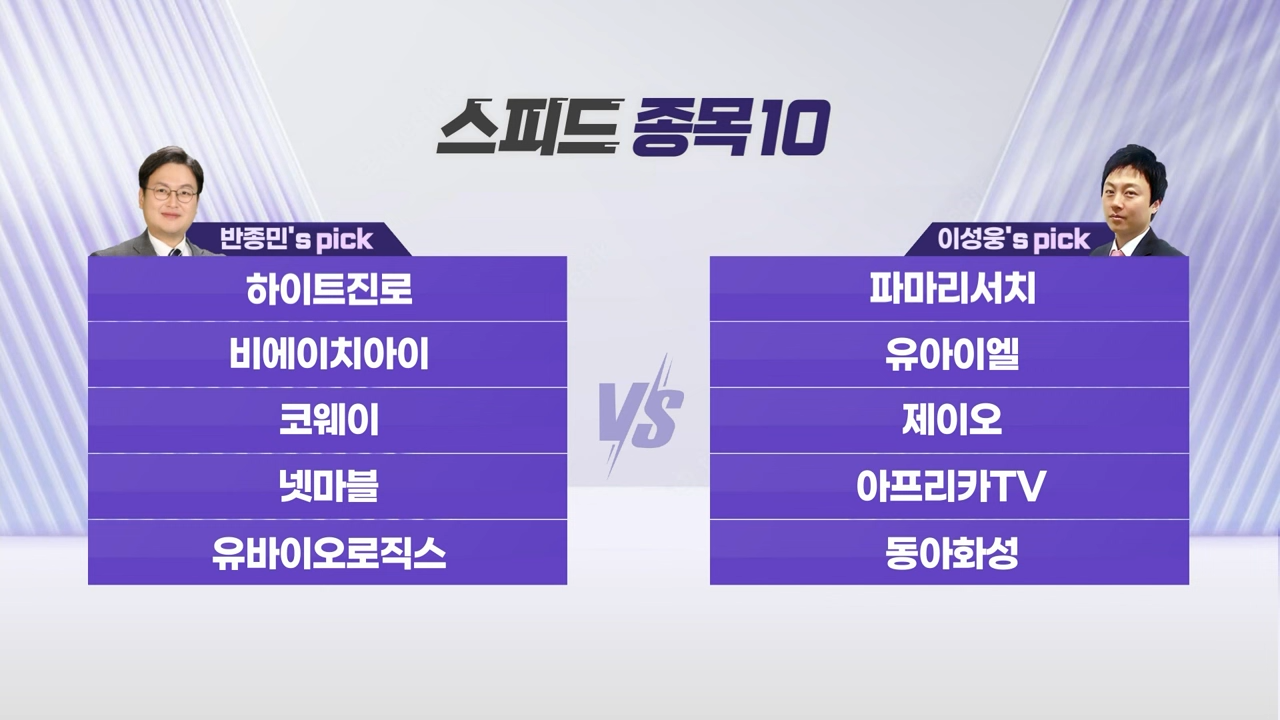 스피드 종목10
반종민's pick
하이트진로
비에이치아이
코웨이
넷마블
유바이오로직스
VS
이성웅's pick
파마리서치
유아이엘
제이오
아프리카TV
동아화성